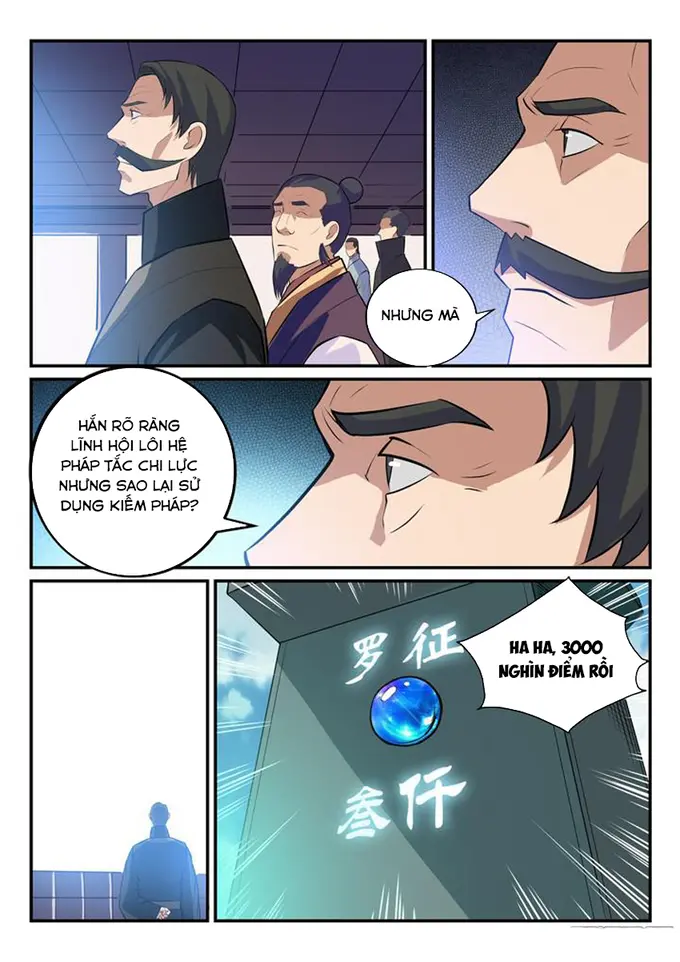 NHƯNG MÀ
HẮN RÕ RÀNG
LĨNH HỘI LÔI HỆ
PHÁP TẮC CHI LỰC
NHƯNG SAO LẠI SỬ
DỤNG KIẾM PHÁP?
罗征
HA HA, 3000
NGHÌN ĐIỂM RỒI
叁仟